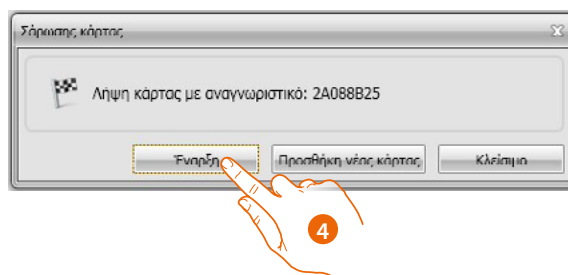 Σάρωσης κάρτας
Λήψη κάρτας με αναγνωριστικό: 2A088B25
Έναρξη
Προσθήκη νέας κάρτας
Κλείσιμο
4